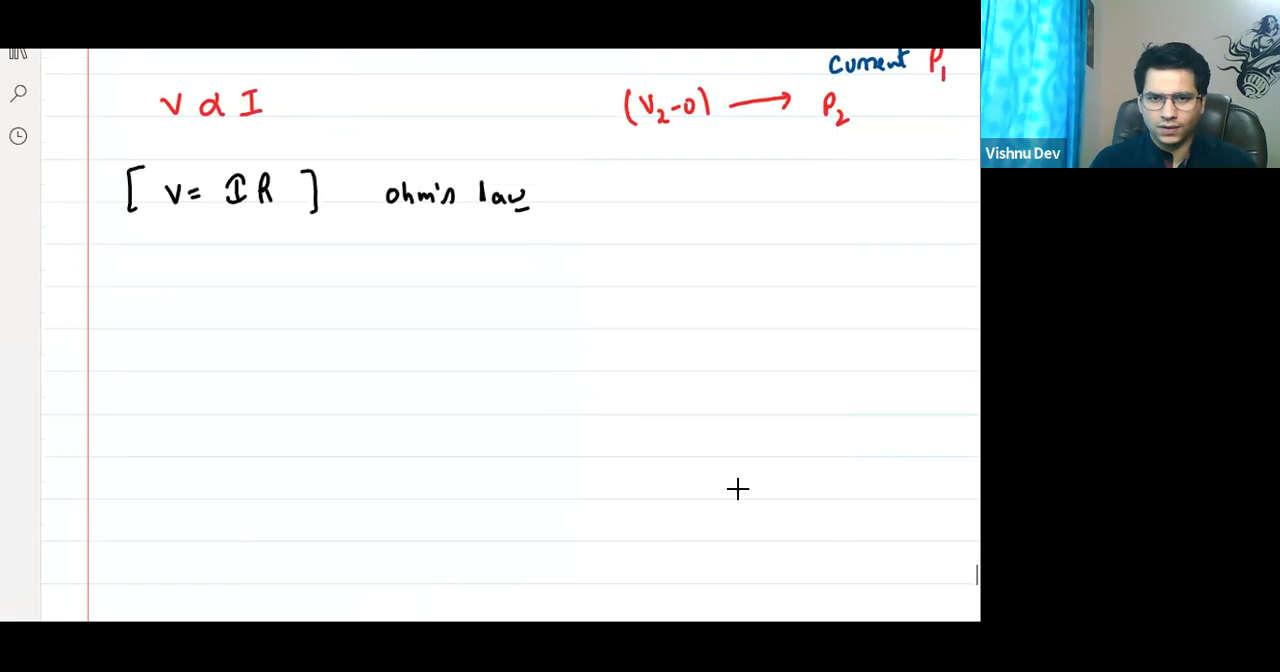 current P₁
V α I (V₂-0) ⟶ P₂
[ V = IR ] ohm's law
Vishnu Dev